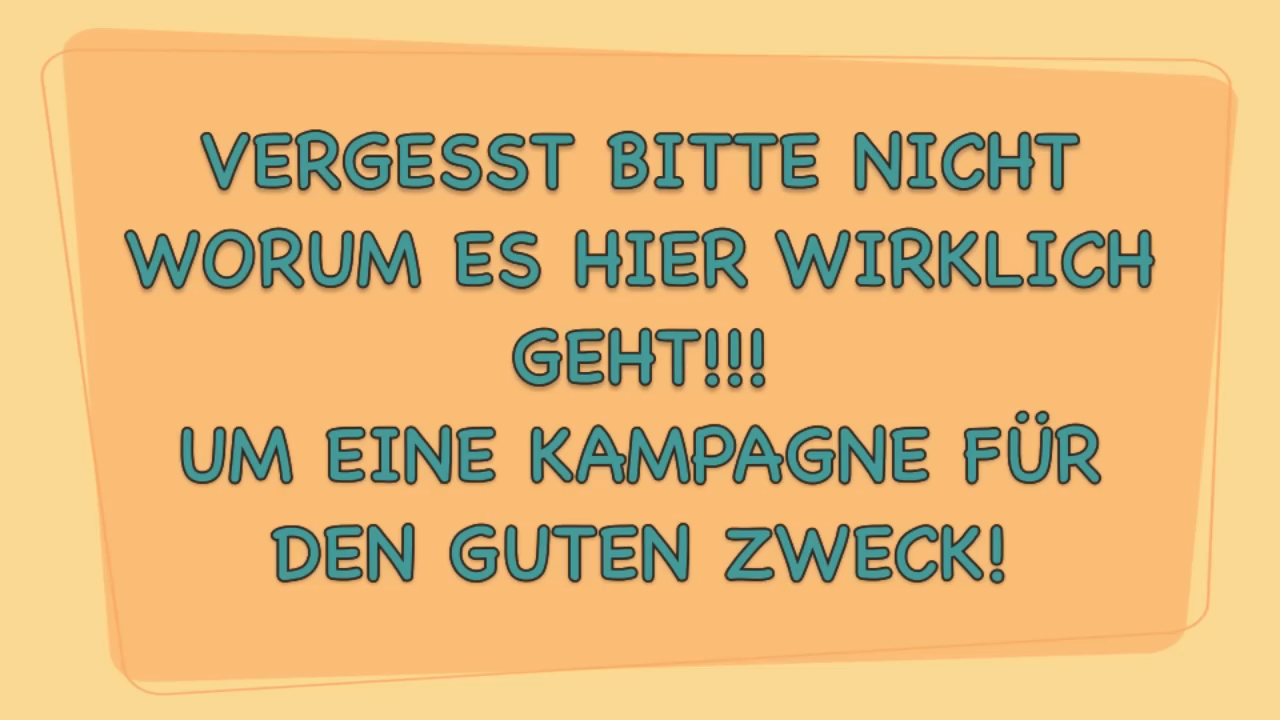 VERGESST BITTE NICHT
WORUM ES HIER WIRKLICH
GEHT!!!
UM EINE KAMPAGNE FÜR
DEN GUTEN ZWECK!